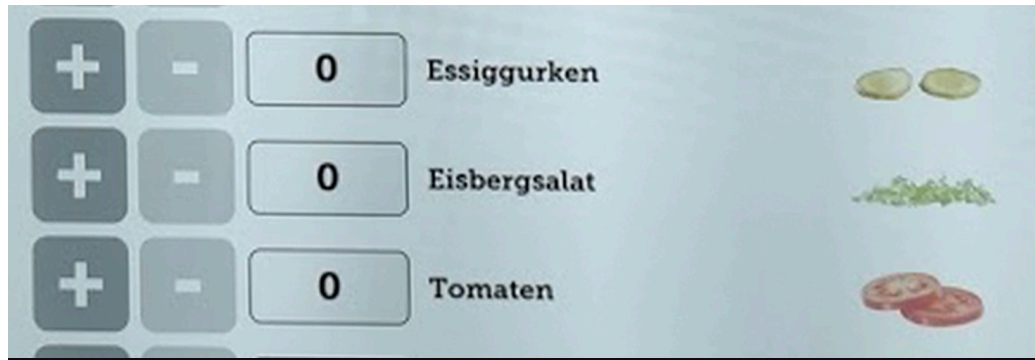 + - 0 Essiggurken
+ - 0 Eisbergsalat
+ - 0 Tomaten